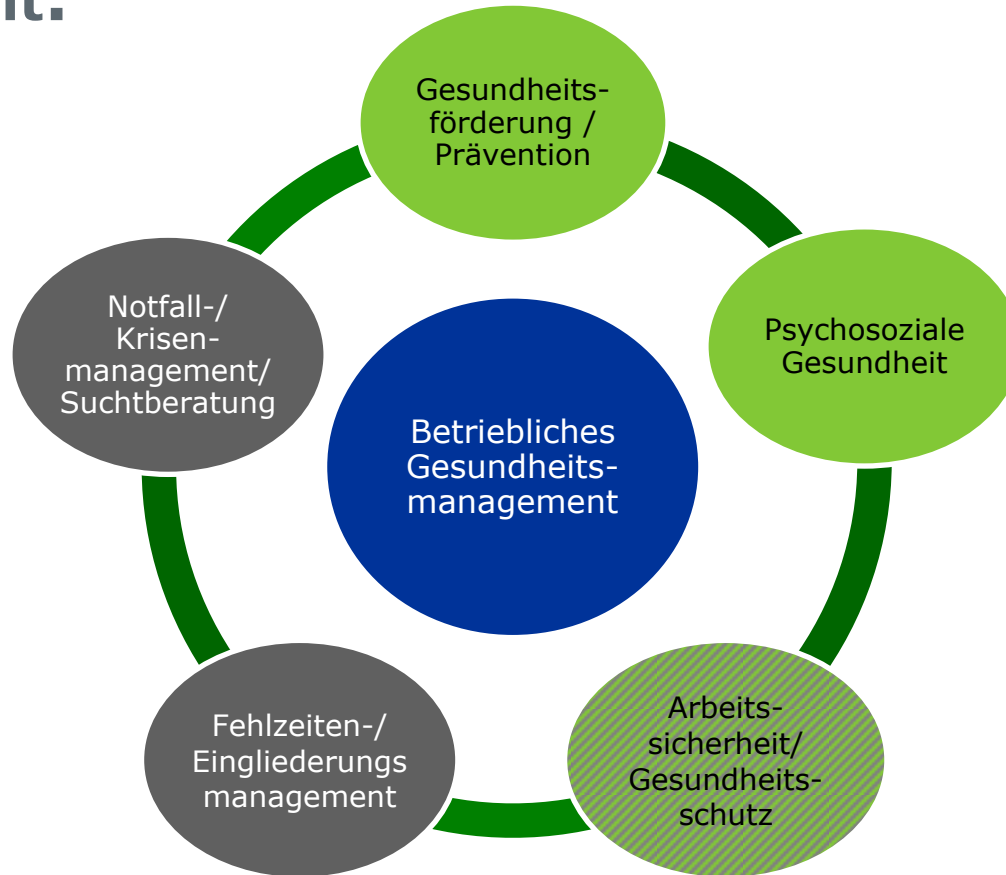 it.
Gesundheits-
förderung /
Prävention
Psychosoziale
Gesundheit
Arbeits-
sicherheit/
Gesundheits-
schutz
Fehlzeiten-/
Eingliederungs
management
Notfall-/
Krisen-
management/
Suchtberatung
Betriebliches
Gesundheits-
management